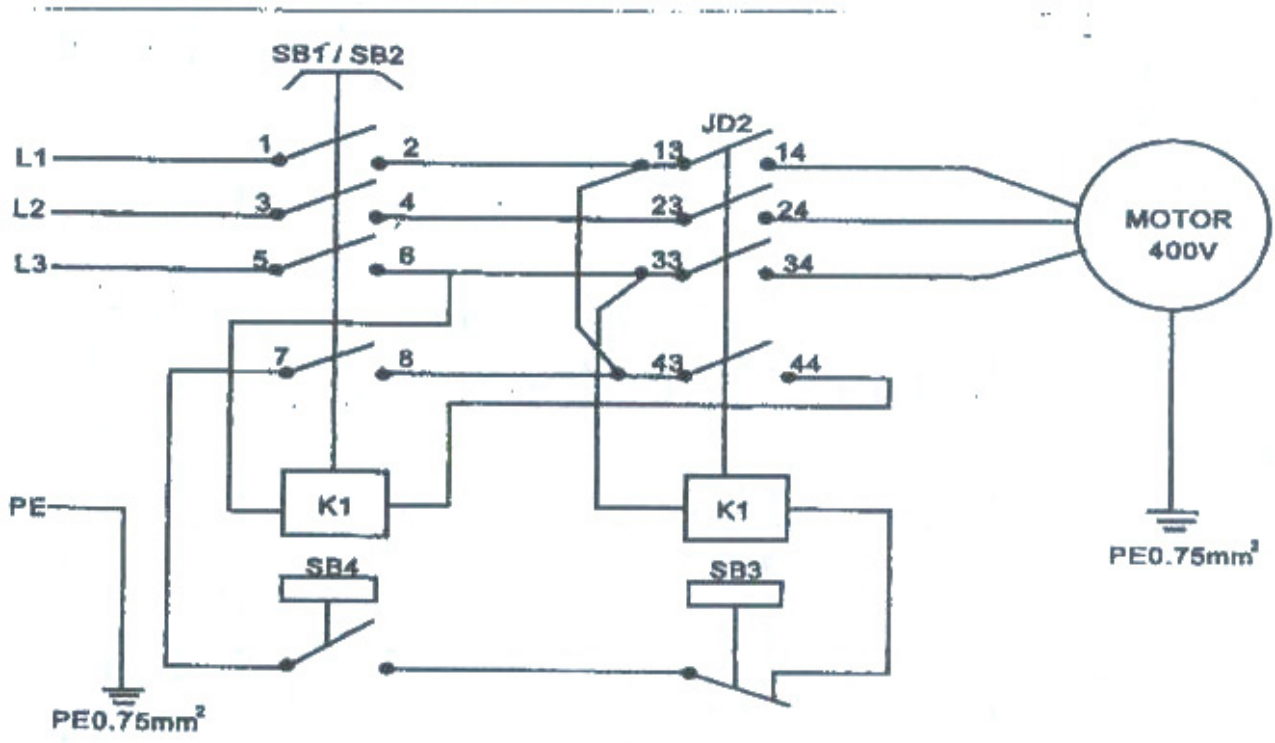 SB1 / SB2
JD2
L1 1 2 13 14
L2 3 4 23 24
L3 5 6 33 34
MOTOR
400V
7 8 43 44
PE K1 K1
SB4 SB3
PE0.75mm²
PE0.75mm²